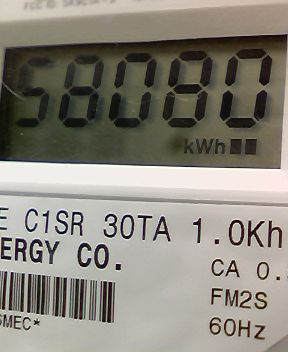 58080
kWh
E C1SR 30TA 1.0Kh
ERGY CO.
CA 0.
FM2S
SMEC*
60Hz